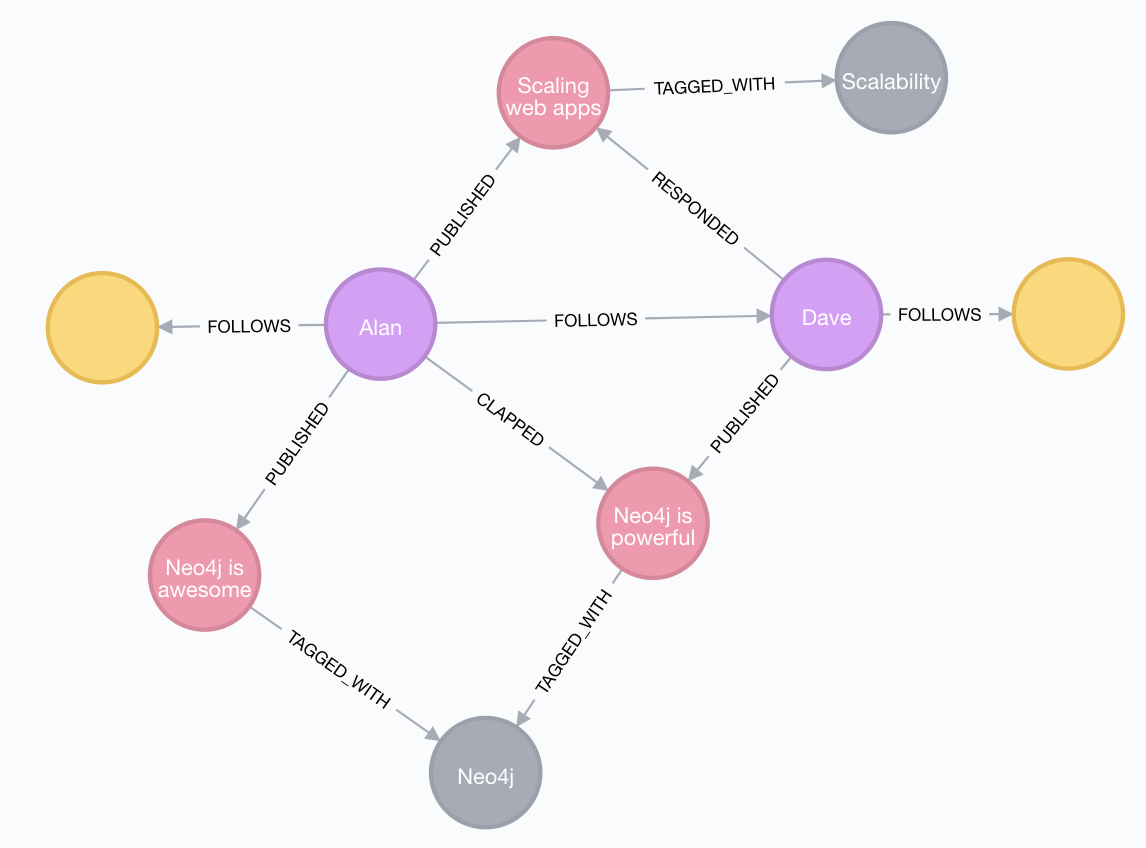 Scaling
web apps
TAGGED_WITH
Scalability
PUBLISHED
RESPONDED
FOLLOWS
Alan
FOLLOWS
Dave
FOLLOWS
CLAPPED
PUBLISHED
PUBLISHED
Neo4j is
powerful
Neo4j is
awesome
TAGGED_WITH
TAGGED_WITH
Neo4j